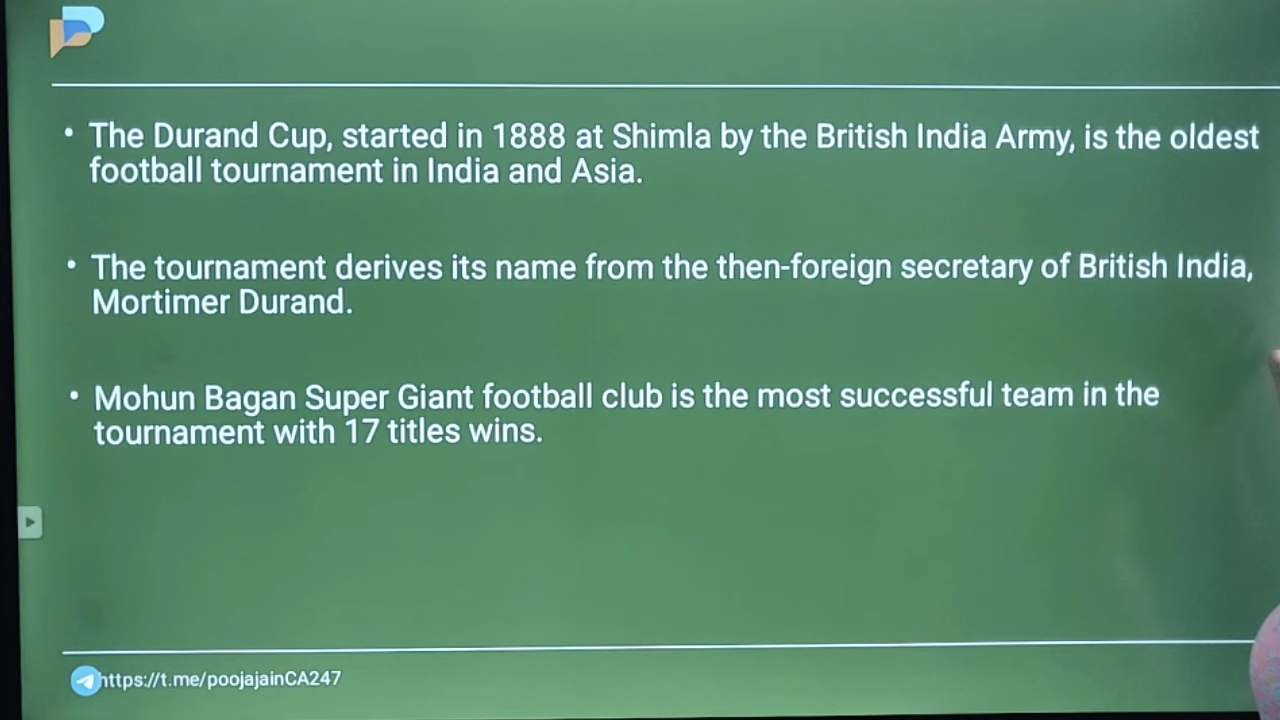 • The Durand Cup, started in 1888 at Shimla by the British India Army, is the oldest
football tournament in India and Asia.
• The tournament derives its name from the then-foreign secretary of British India,
Mortimer Durand.
• Mohun Bagan Super Giant football club is the most successful team in the
tournament with 17 titles wins.
https://t.me/poojajainCA247